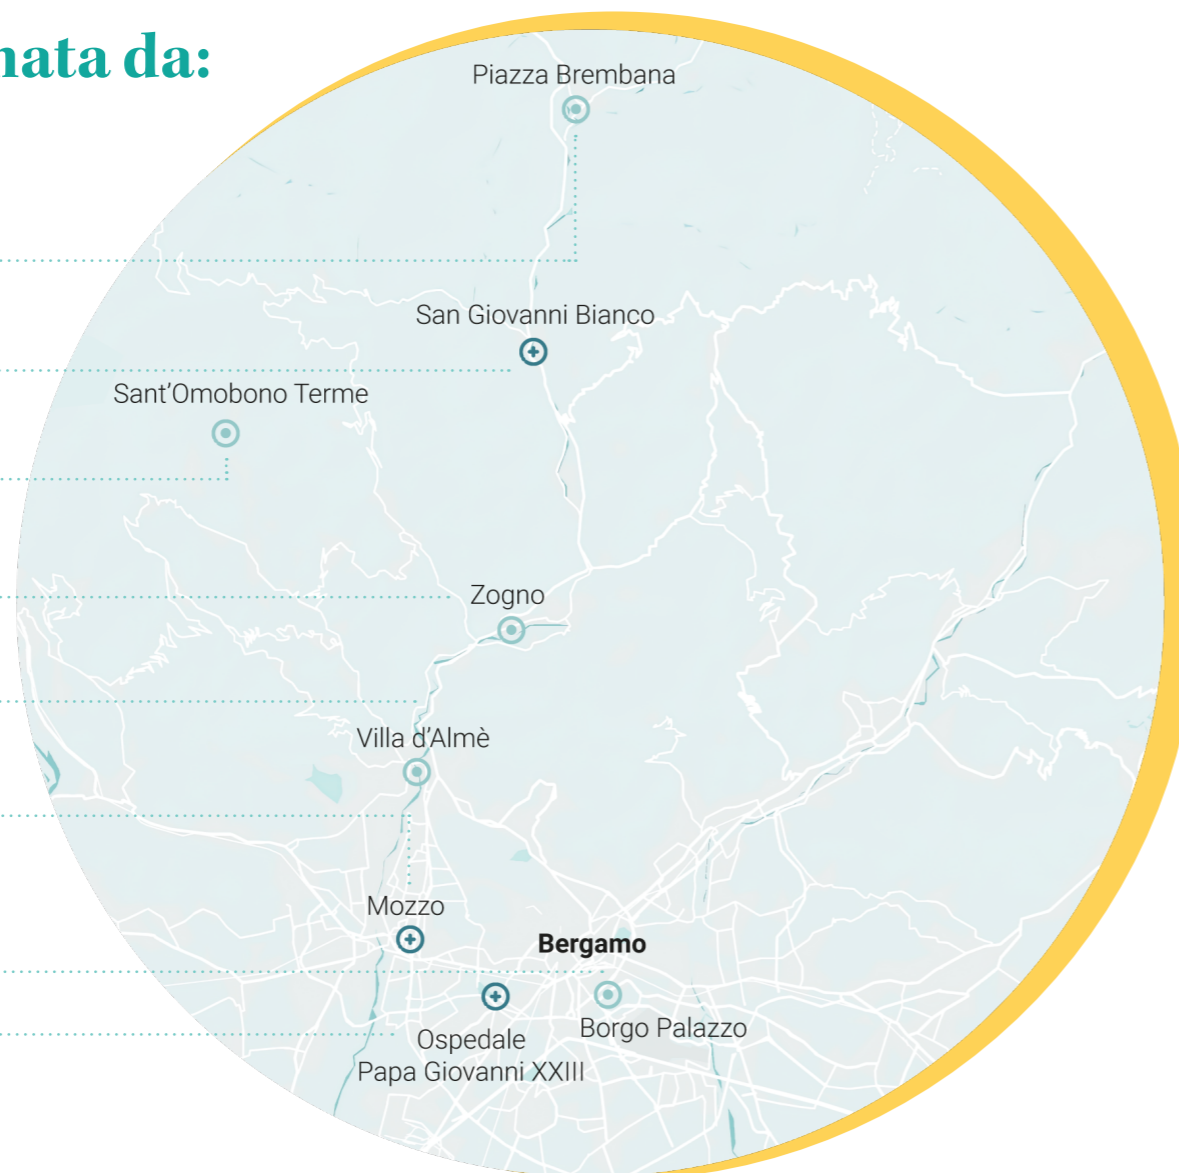 nata da:
Piazza Brembana
San Giovanni Bianco
Sant'Omobono Terme
Zogno
Villa d'Almè
Mozzo
Bergamo
Borgo Palazzo
Ospedale
Papa Giovanni XXIII